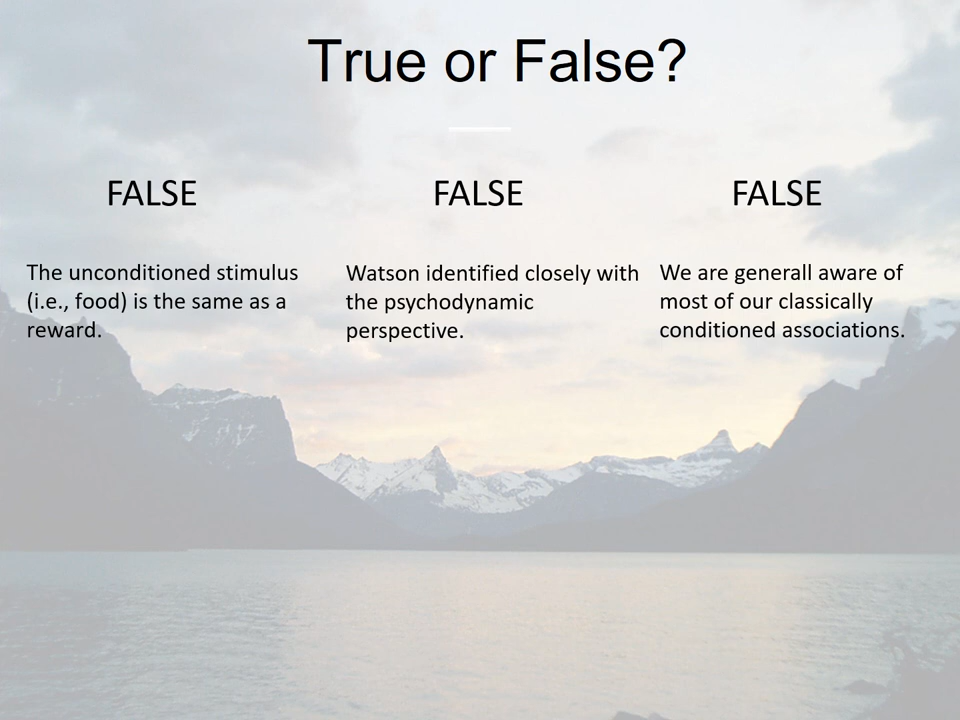 True or False?
FALSE
The unconditioned stimulus
(i.e., food) is the same as a
reward.
FALSE
Watson identified closely with
the psychodynamic
perspective.
FALSE
We are generall aware of
most of our classically
conditioned associations.